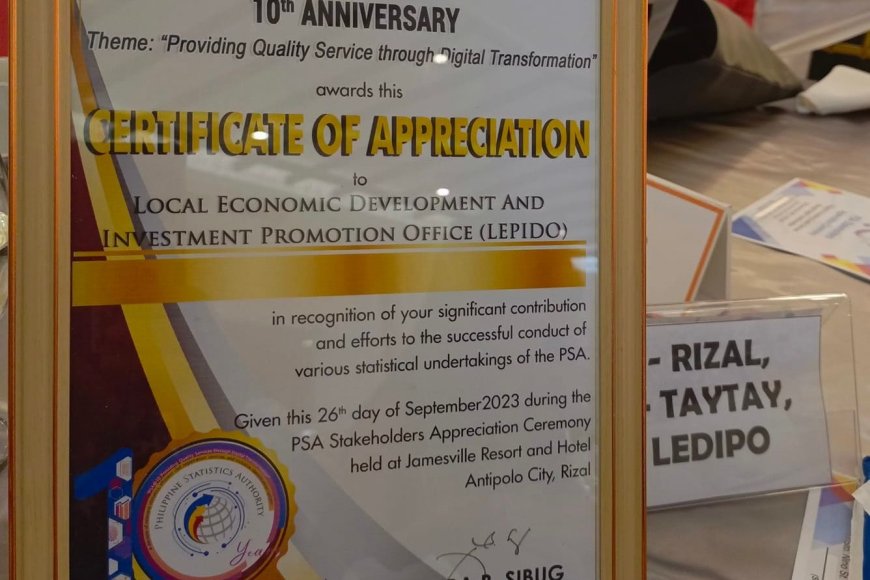 10th ANNIVERSARY
Theme: "Providing Quality Service through Digital Transformation"
awards this
CERTIFICATE OF APPRECIATION
to
LOCAL ECONOMIC DEVELOPMENT AND
INVESTMENT PROMOTION OFFICE (LEPIDO)
in recognition of your significant contribution
and efforts to the successful conduct of
various statistical undertakings of the PSA.
Given this 26th day of September2023 during the
PSA Stakeholders Appreciation Ceremony
held at Jamesville Resort and Hotel
Antipolo City, Rizal
PHILIPPINE STATISTICS AUTHORITY
Years
SIBUG
- RIZAL,
- TAYTAY,
LEDIPO